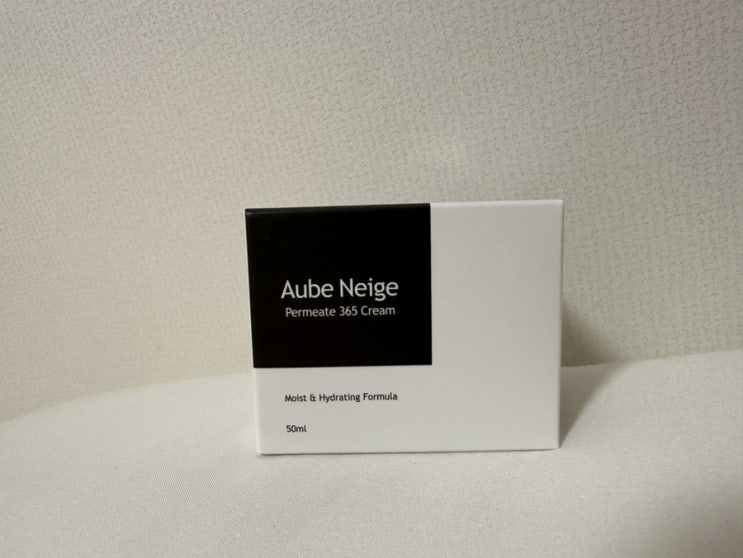 Aube Neige
Permeate 365 Cream
Moist & Hydrating Formula
50ml